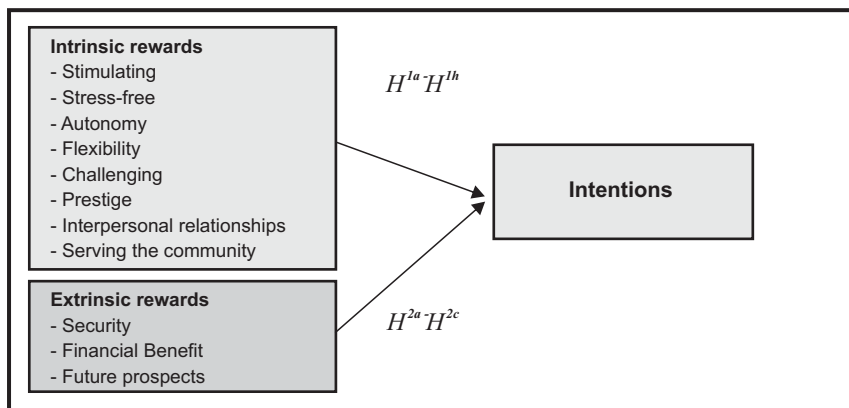 Intrinsic rewards
- Stimulating
- Stress-free
- Autonomy
- Flexibility
- Challenging
- Prestige
- Interpersonal relationships
- Serving the community
H1a-H1h
Intentions
Extrinsic rewards
- Security
- Financial Benefit
- Future prospects
H2a-H2c